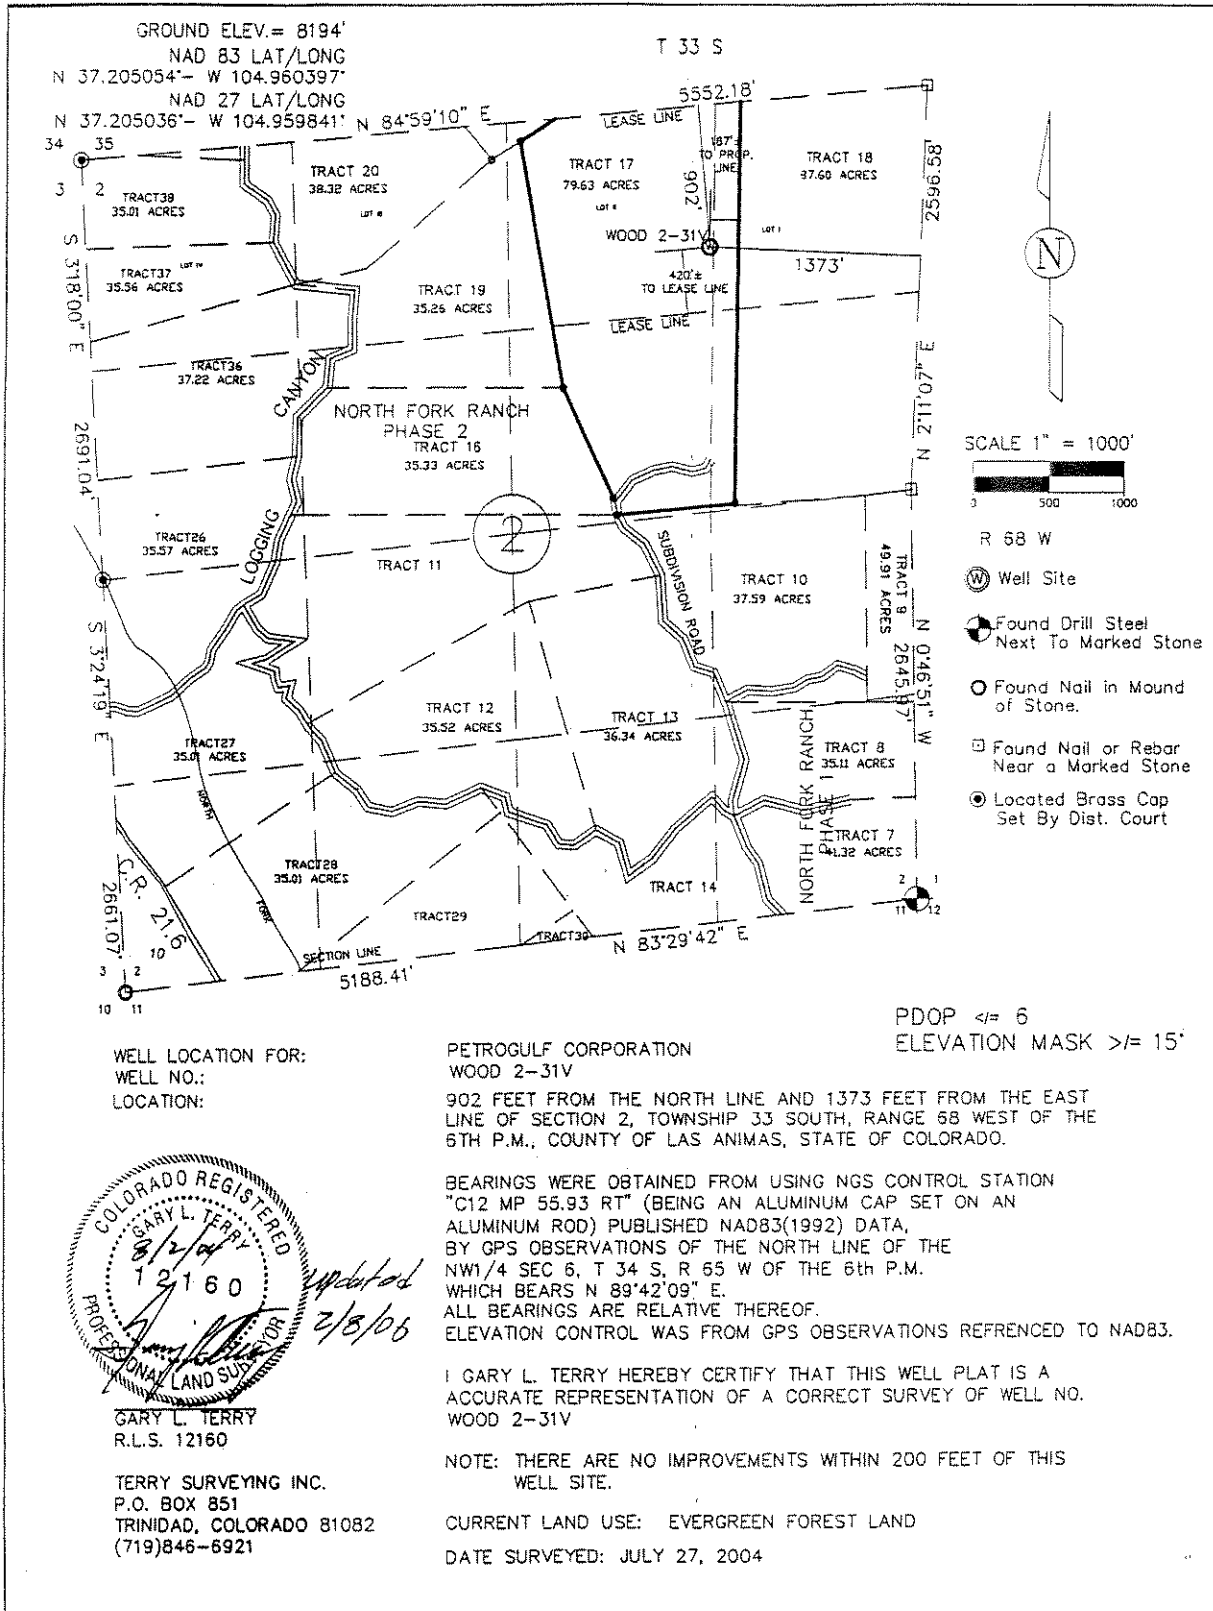 GROUND ELEV.= 8194'
NAD 83 LAT/LONG
N 37.205054°- W 104.960397°
NAD 27 LAT/LONG
N 37.205036°- W 104.959841°
T 33 S
5552.18'
N 84°59'10" E
LEASE LINE
34 35
3 2
TRACT 20
38.32 ACRES
LOT III
TRACT 17
79.63 ACRES
LOT II
187'±
TO PROP.
LINE
TRACT 18
37.60 ACRES
LOT I
2596.58'
TRACT38
35.01 ACRES
902'
WOOD 2-31V
W
1373'
N
S 3°18'00" E
TRACT37
35.56 ACRES
LOT IV
TRACT 19
35.26 ACRES
420'±
TO LEASE LINE
LEASE LINE
TRACT36
37.22 ACRES
CANYON
LOGGING
NORTH FORK RANCH
PHASE 2
TRACT 16
35.33 ACRES
N 2°11'07" E
2691.04'
SCALE 1" = 1000'
0 500 1000
R 68 W
2
TRACT26
35.57 ACRES
TRACT 11
SUBDIVISION ROAD
TRACT 10
37.59 ACRES
TRACT 9
49.91 ACRES
W Well Site
Found Drill Steel
Next To Marked Stone
Found Nail in Mound
of Stone.
Found Nail or Rebar
Near a Marked Stone
Located Brass Cap
Set By Dist. Court
S 3°24'19" E
N 0°46'51" W
2645.97'
TRACT 12
35.52 ACRES
TRACT 13
36.34 ACRES
TRACT27
35.01 ACRES
NORTH
FORK
NORTH FORK RANCH
PHASE 1
TRACT 8
35.11 ACRES
TRACT 7
41.32 ACRES
TRACT28
35.01 ACRES
TRACT 14
C.R. 21.6
2661.07'
10
TRACT29
TRACT30
2 1
11 12
SECTION LINE
N 83°29'42" E
5188.41'
3 2
10 11
PDOP </= 6
ELEVATION MASK >/= 15°
WELL LOCATION FOR: PETROGULF CORPORATION
WELL NO.: WOOD 2-31V
LOCATION: 902 FEET FROM THE NORTH LINE AND 1373 FEET FROM THE EAST
LINE OF SECTION 2, TOWNSHIP 33 SOUTH, RANGE 68 WEST OF THE
6TH P.M., COUNTY OF LAS ANIMAS, STATE OF COLORADO.
BEARINGS WERE OBTAINED FROM USING NGS CONTROL STATION
"C12 MP 55.93 RT" (BEING AN ALUMINUM CAP SET ON AN
ALUMINUM ROD) PUBLISHED NAD83(1992) DATA,
BY GPS OBSERVATIONS OF THE NORTH LINE OF THE
NW1/4 SEC 6, T 34 S, R 65 W OF THE 6th P.M.
WHICH BEARS N 89°42'09" E.
ALL BEARINGS ARE RELATIVE THEREOF.
ELEVATION CONTROL WAS FROM GPS OBSERVATIONS REFRENCED TO NAD83.
COLORADO REGISTERED
GARY L. TERRY
8/2/04
12160
PROFESSIONAL LAND SURVEYOR
updated
2/8/06
I GARY L. TERRY HEREBY CERTIFY THAT THIS WELL PLAT IS A
ACCURATE REPRESENTATION OF A CORRECT SURVEY OF WELL NO.
WOOD 2-31V
GARY L. TERRY
R.L.S. 12160
NOTE: THERE ARE NO IMPROVEMENTS WITHIN 200 FEET OF THIS
WELL SITE.
TERRY SURVEYING INC.
P.O. BOX 851
TRINIDAD, COLORADO 81082
(719)846-6921
CURRENT LAND USE: EVERGREEN FOREST LAND
DATE SURVEYED: JULY 27, 2004